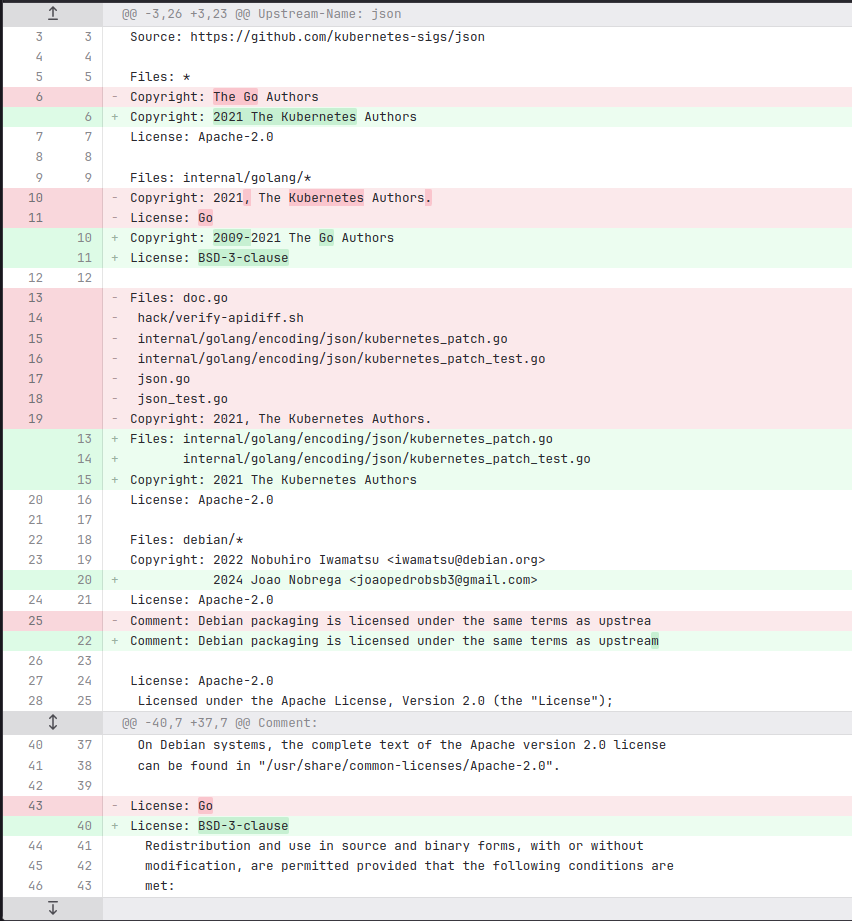 @@ -3,26 +3,23 @@ Upstream-Name: json
3 3 Source: https://github.com/kubernetes-sigs/json
4 4
5 5 Files: *
6 - Copyright: The Go Authors
6 + Copyright: 2021 The Kubernetes Authors
7 7 License: Apache-2.0
8 8
9 9 Files: internal/golang/*
10 - Copyright: 2021, The Kubernetes Authors.
11 - License: Go
10 + Copyright: 2009-2021 The Go Authors
11 + License: BSD-3-clause
12 12
13 - Files: doc.go
14 - hack/verify-apidiff.sh
15 - internal/golang/encoding/json/kubernetes_patch.go
16 - internal/golang/encoding/json/kubernetes_patch_test.go
17 - json.go
18 - json_test.go
19 - Copyright: 2021, The Kubernetes Authors.
13 + Files: internal/golang/encoding/json/kubernetes_patch.go
14 + internal/golang/encoding/json/kubernetes_patch_test.go
15 + Copyright: 2021 The Kubernetes Authors
20 16 License: Apache-2.0
21 17
22 18 Files: debian/*
23 19 Copyright: 2022 Nobuhiro Iwamatsu <iwamatsu@debian.org>
20 + 2024 Joao Nobrega <joaopedrobsb3@gmail.com>
24 21 License: Apache-2.0
25 - Comment: Debian packaging is licensed under the same terms as upstrea
22 + Comment: Debian packaging is licensed under the same terms as upstream
26 23
27 24 License: Apache-2.0
28 25 Licensed under the Apache License, Version 2.0 (the "License");
@@ -40,7 +37,7 @@ Comment:
40 37 On Debian systems, the complete text of the Apache version 2.0 license
41 38 can be found in "/usr/share/common-licenses/Apache-2.0".
42 39
43 - License: Go
40 + License: BSD-3-clause
44 41 Redistribution and use in source and binary forms, with or without
45 42 modification, are permitted provided that the following conditions are
46 43 met: